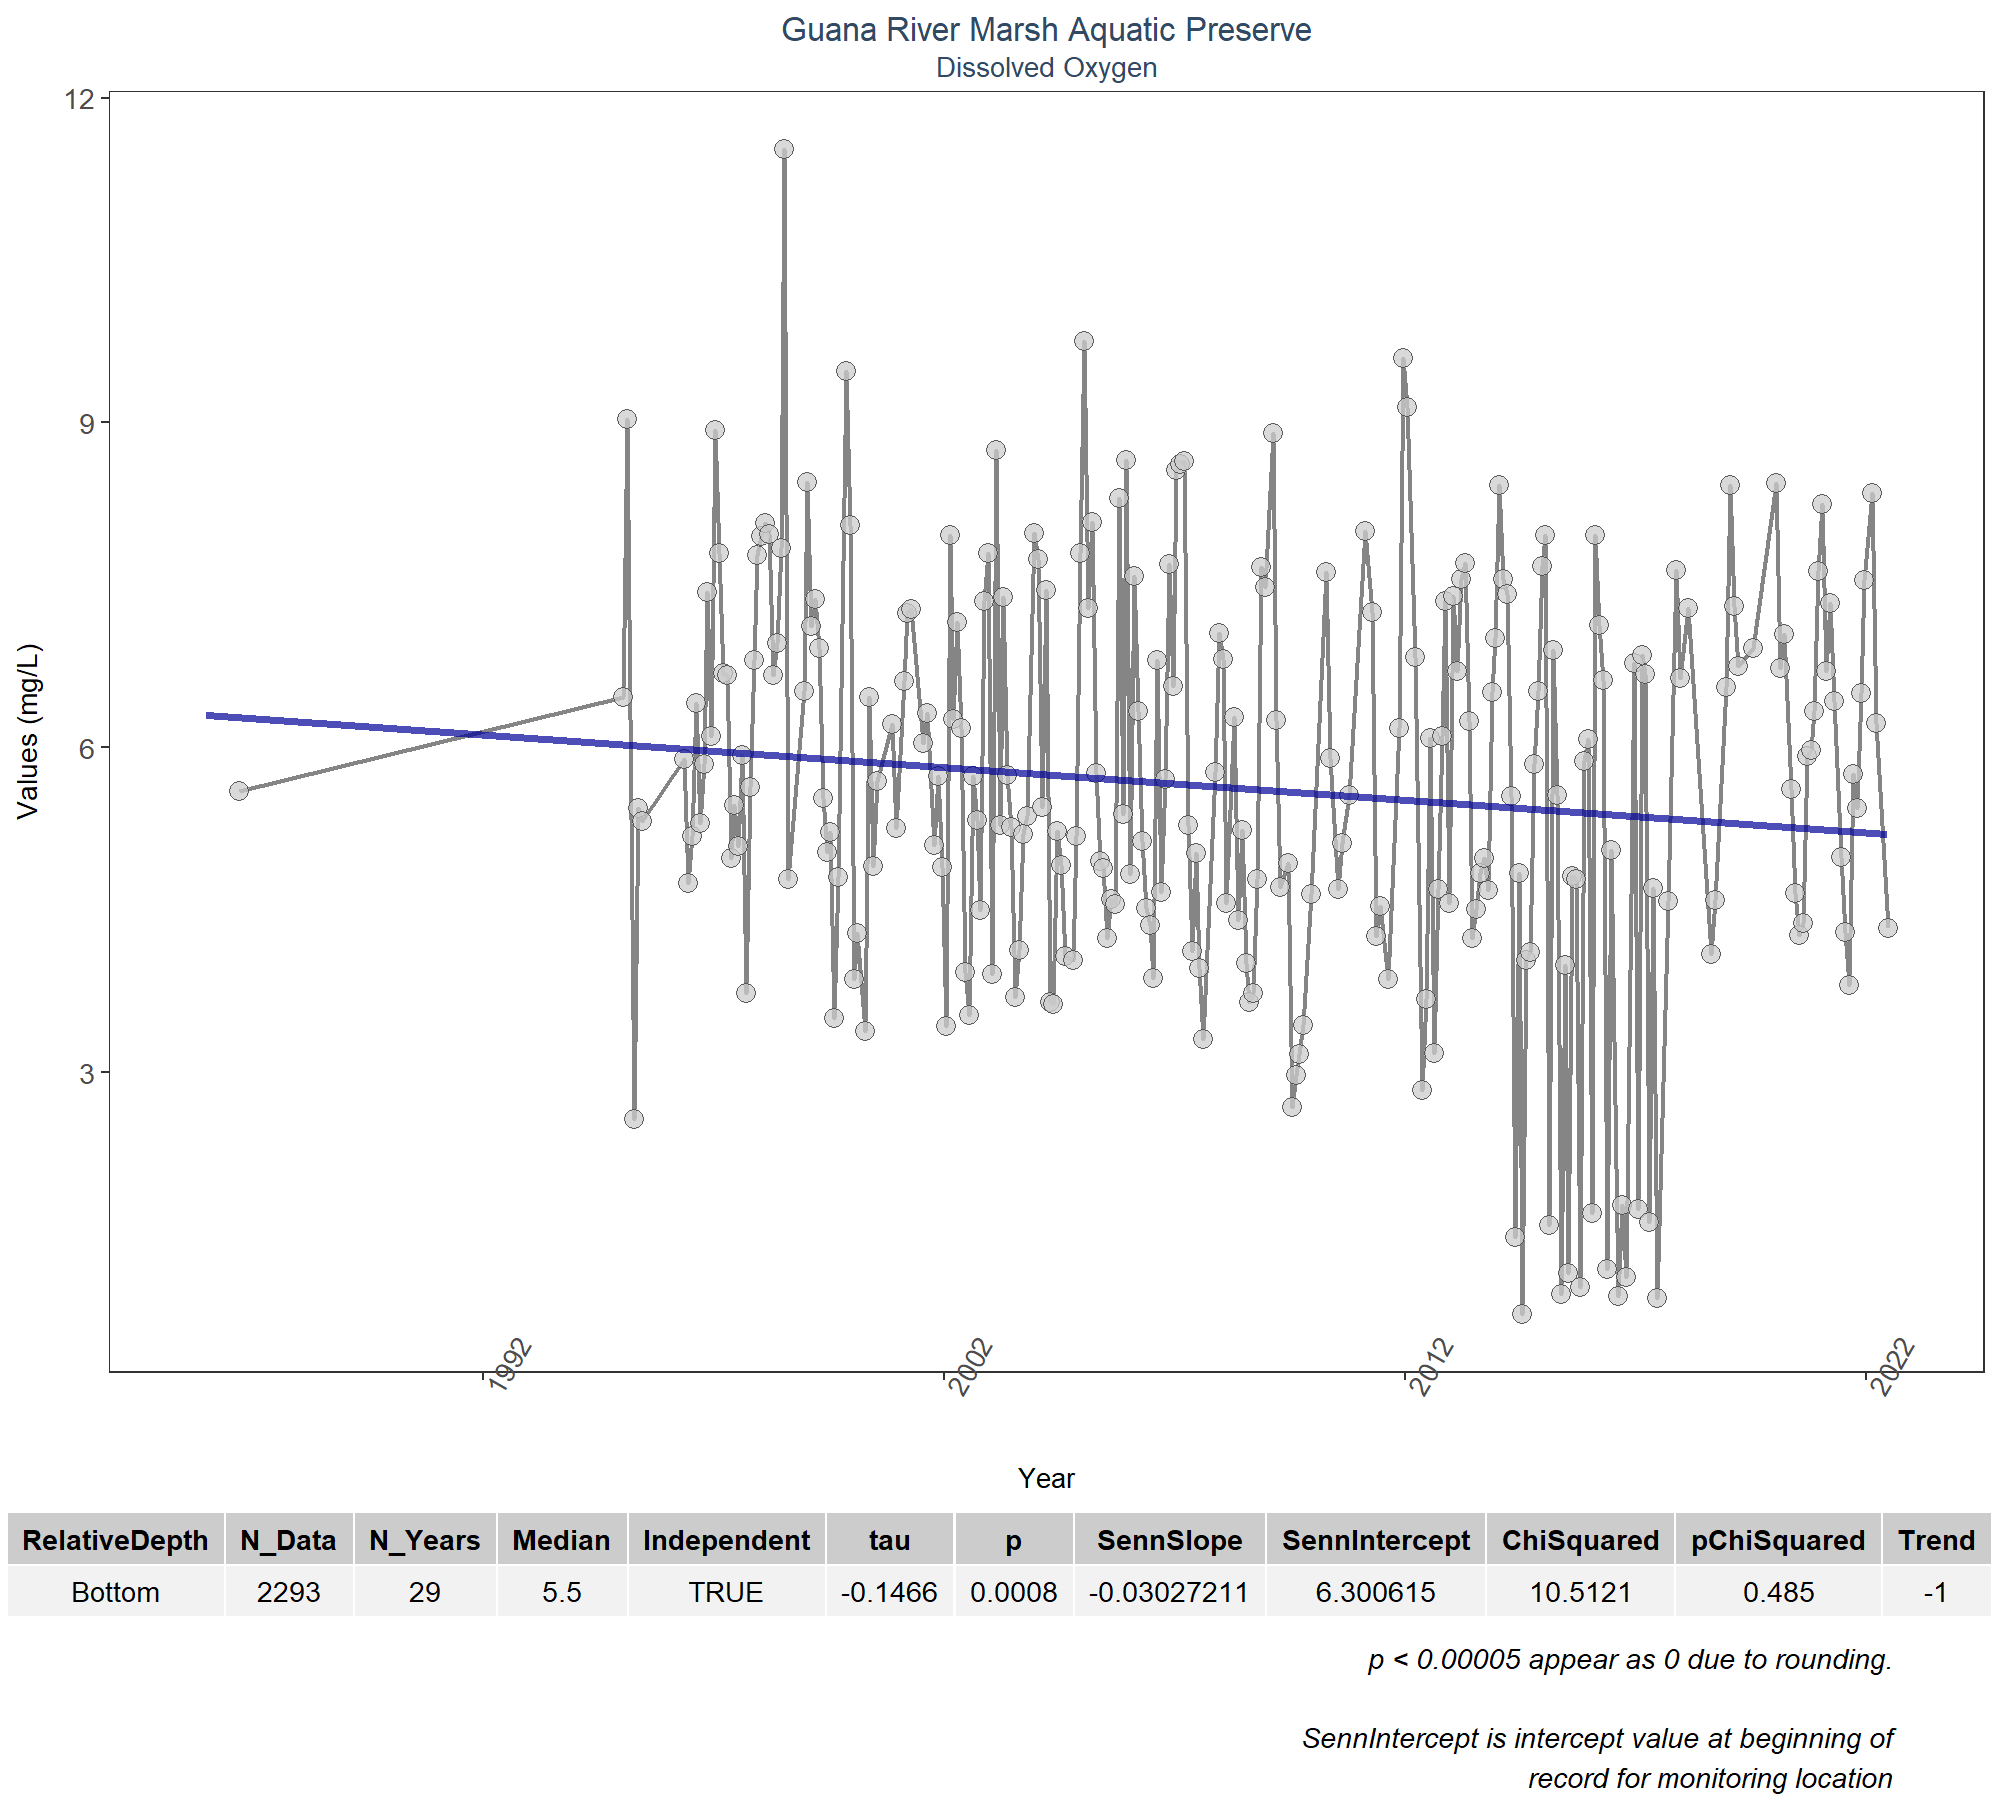 Guana River Marsh Aquatic Preserve
Dissolved Oxygen
12
9
6
3
Values (mg/L)
1992
2002
2012
2022
Year
RelativeDepth N_Data N_Years Median Independent tau p SennSlope SennIntercept ChiSquared pChiSquared Trend
Bottom 2293 29 5.5 TRUE -0.1466 0.0008 -0.03027211 6.300615 10.5121 0.485 -1
p < 0.00005 appear as 0 due to rounding.
SennIntercept is intercept value at beginning of
record for monitoring location